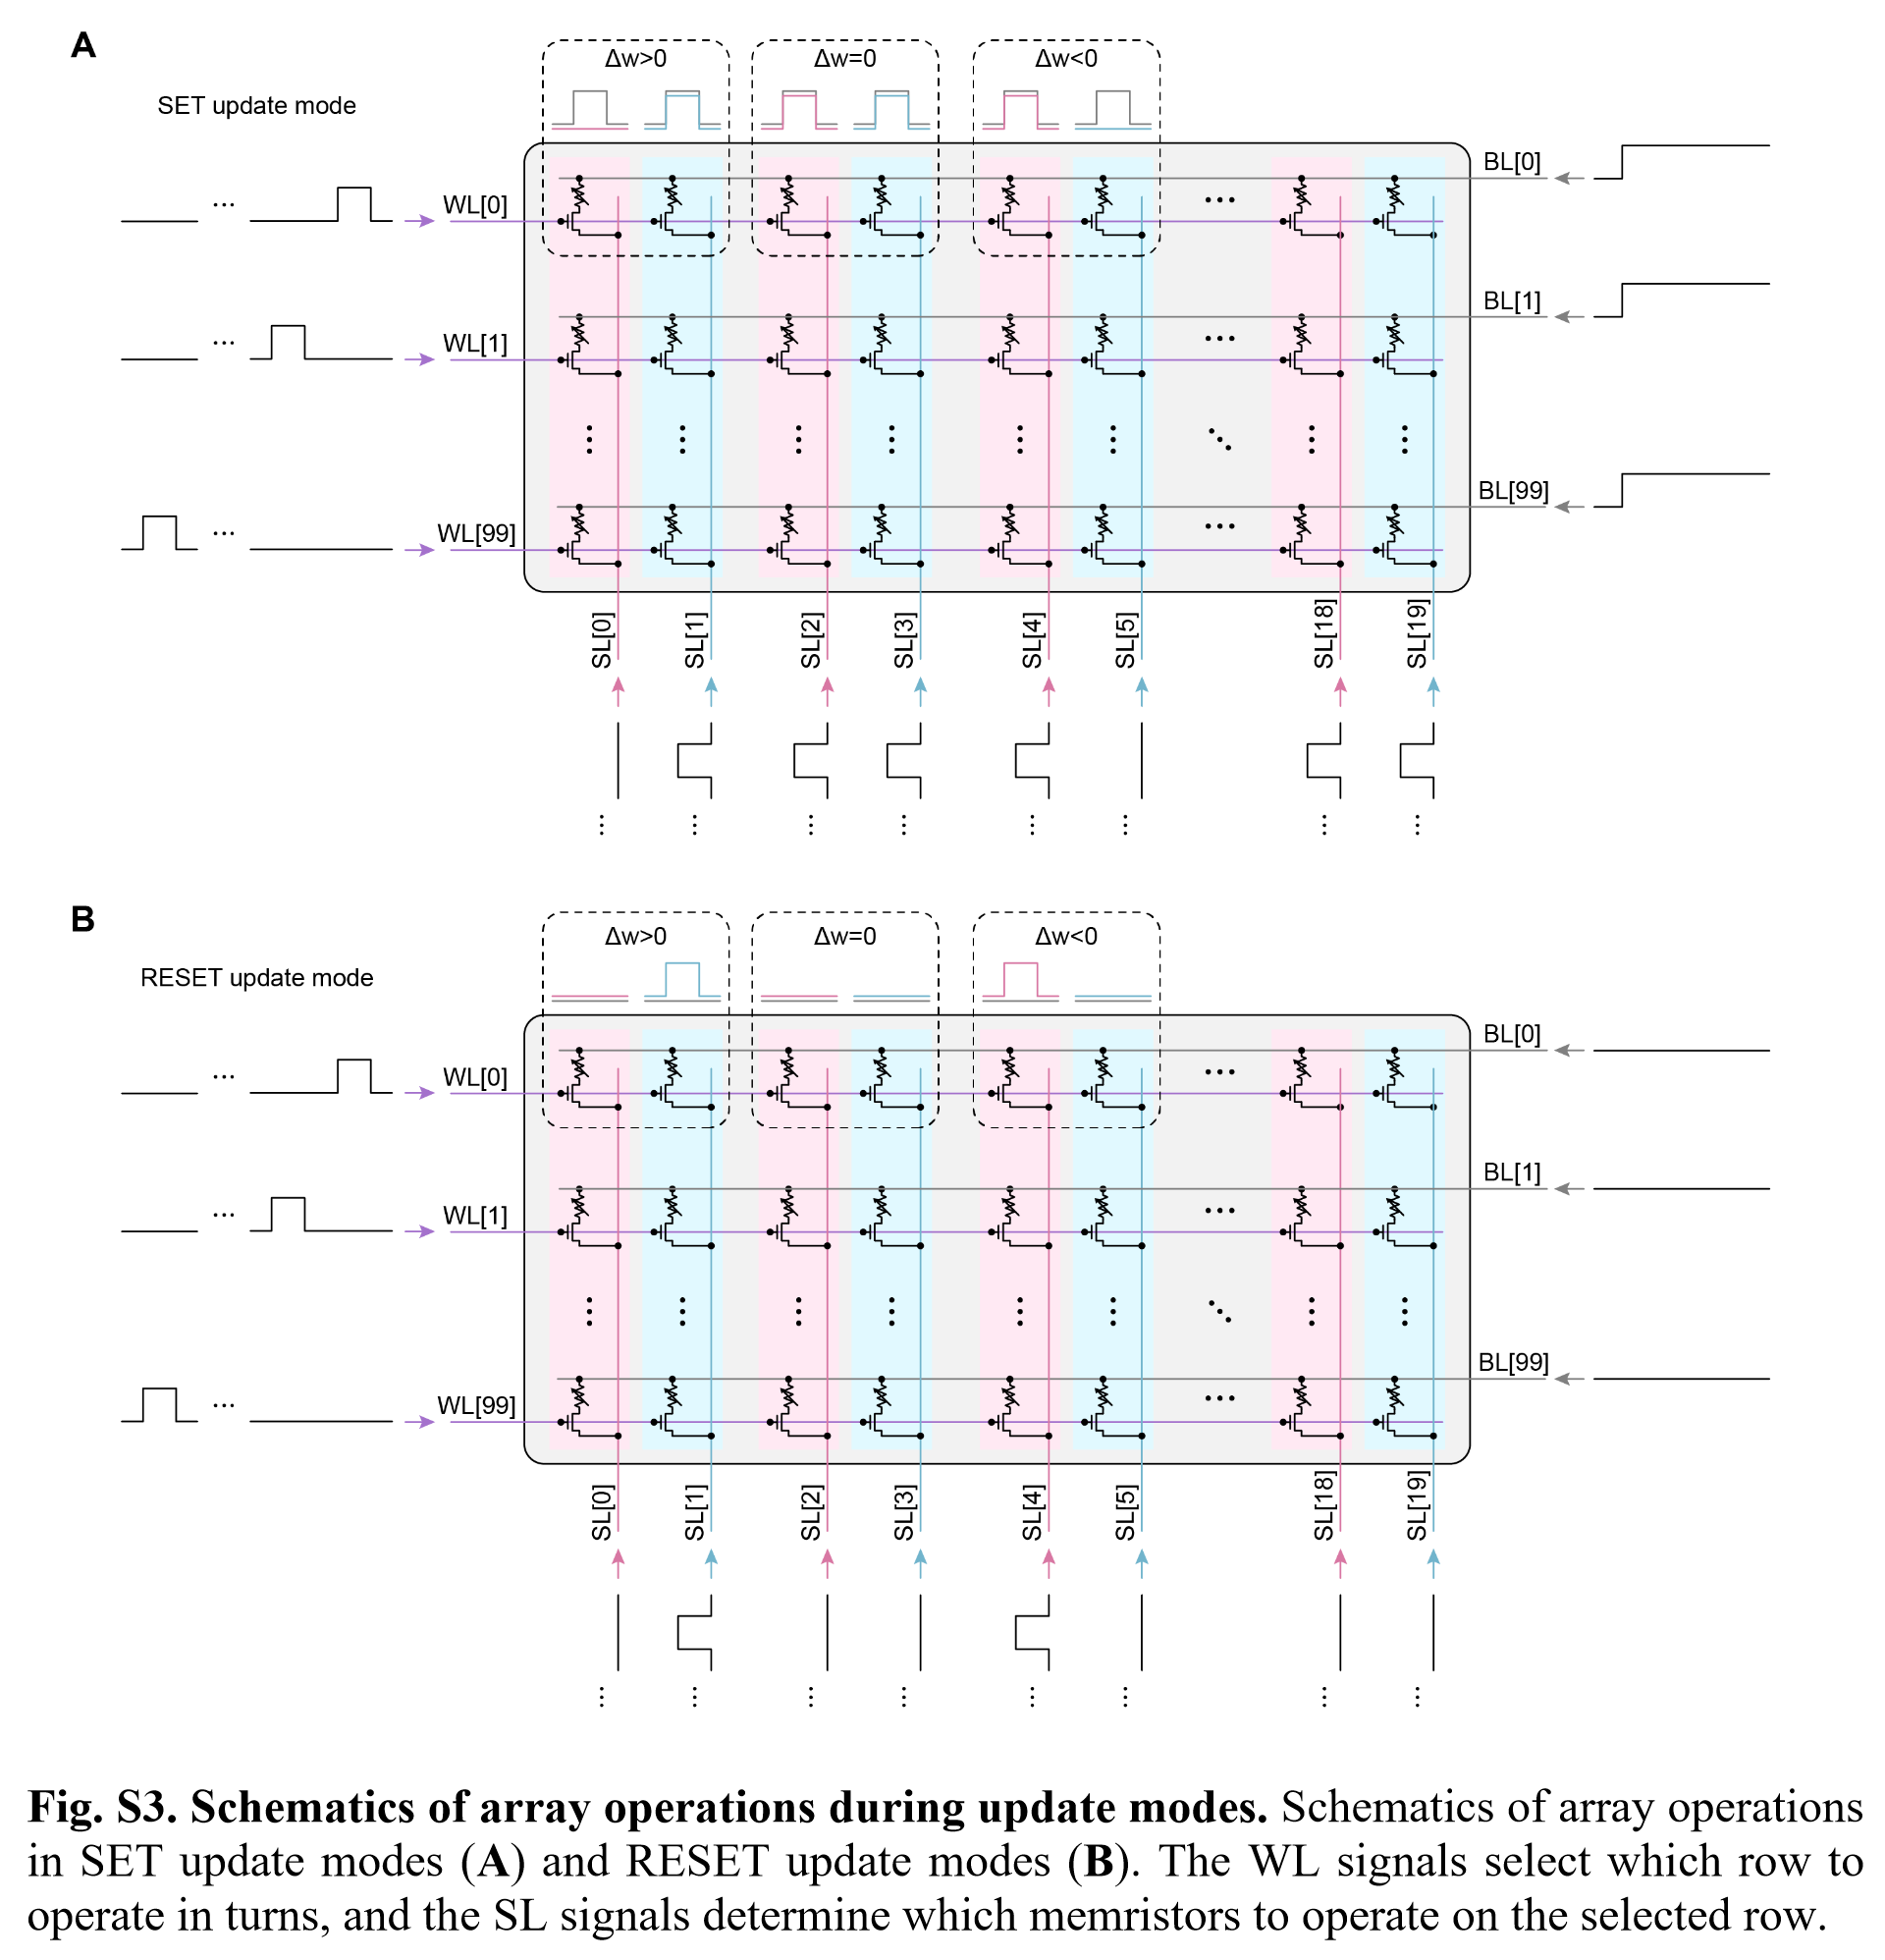 A
SET update mode
Δw>0
Δw=0
Δw<0
WL[0]
BL[0]
...
WL[1]
BL[1]
...
WL[99]
BL[99]
...
SL[0]
SL[1]
SL[2]
SL[3]
SL[4]
SL[5]
SL[18]
SL[19]
B
RESET update mode
Δw>0
Δw=0
Δw<0
WL[0]
BL[0]
...
WL[1]
BL[1]
...
WL[99]
BL[99]
...
SL[0]
SL[1]
SL[2]
SL[3]
SL[4]
SL[5]
SL[18]
SL[19]
Fig. S3. Schematics of array operations during update modes. Schematics of array operations
in SET update modes (A) and RESET update modes (B). The WL signals select which row to
operate in turns, and the SL signals determine which memristors to operate on the selected row.